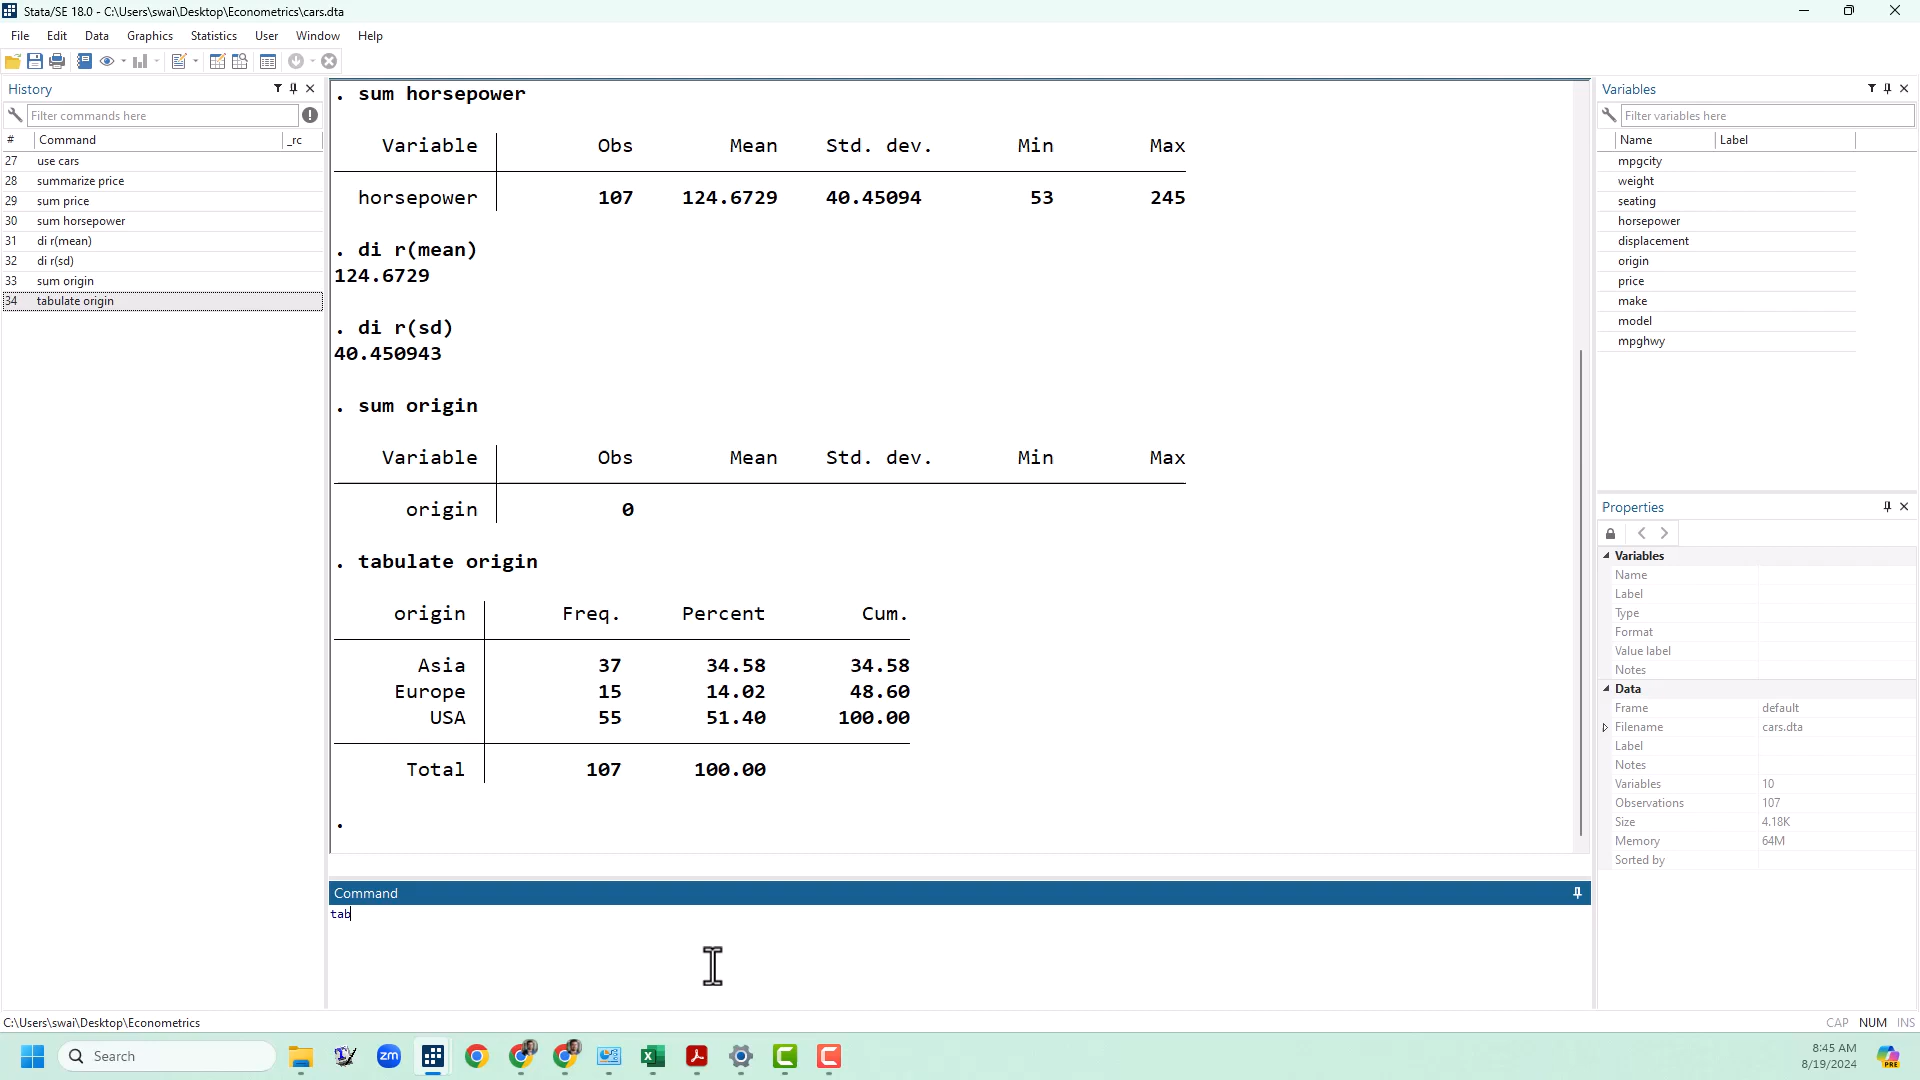 Stata/SE 18.0 - C:\Users\swai\Desktop\Econometrics\cars.dta
File Edit Data Graphics Statistics User Window Help
History
Filter commands here
# Command _rc
27 use cars
28 summarize price
29 sum price
30 sum horsepower
31 di r(mean)
32 di r(sd)
33 sum origin
34 tabulate origin
. sum horsepower
Variable Obs Mean Std. dev. Min Max
horsepower 107 124.6729 40.45094 53 245
. di r(mean)
124.6729
. di r(sd)
40.450943
. sum origin
Variable Obs Mean Std. dev. Min Max
origin 0
. tabulate origin
origin Freq. Percent Cum.
Asia 37 34.58 34.58
Europe 15 14.02 48.60
USA 55 51.40 100.00
Total 107 100.00
.
Command
tab
Variables
Filter variables here
Name Label
mpgcity
weight
seating
horsepower
displacement
origin
price
make
model
mpghwy
Properties
Variables
Name
Label
Type
Format
Value label
Notes
Data
Frame default
Filename cars.dta
Label
Notes
Variables 10
Observations 107
Size 4.18K
Memory 64M
Sorted by
C:\Users\swai\Desktop\Econometrics
CAP NUM INS
Search
zm
8:45 AM
8/19/2024
PRE